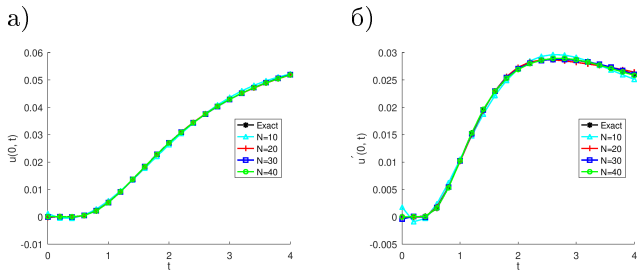 а)
0.06
0.05
0.04
0.03
0.02
0.01
0
-0.01
u(0, t)
0
1
2
3
4
t
Exact
N=10
N=20
N=30
N=40
б)
0.03
0.025
0.02
0.015
0.01
0.005
0
-0.005
u′(0, t)
0
1
2
3
4
t
Exact
N=10
N=20
N=30
N=40